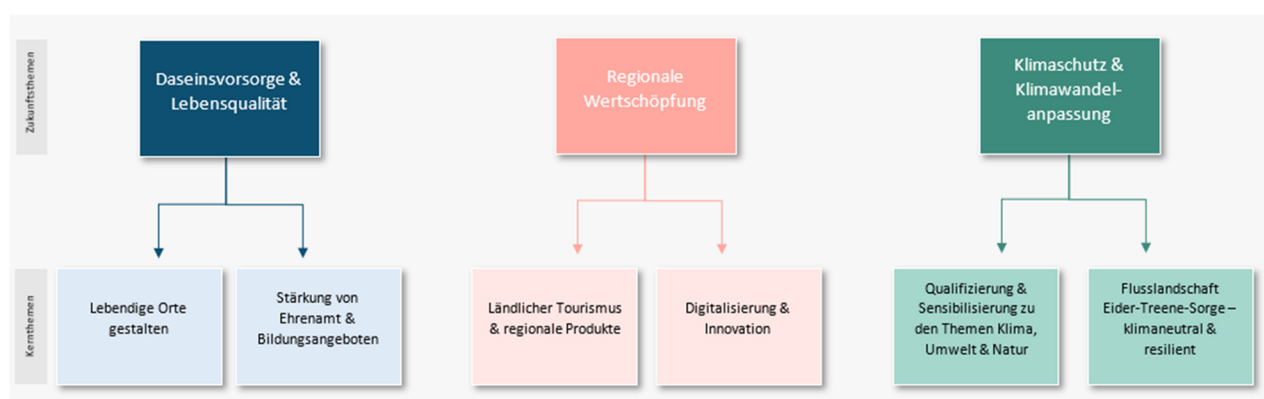 Zukunftsthemen
Daseinsvorsorge &
Lebensqualität
Regionale
Wertschöpfung
Klimaschutz &
Klimawandel-
anpassung
Kernthemen
Lebendige Orte
gestalten
Stärkung von
Ehrenamt &
Bildungsangeboten
Ländlicher Tourismus
& regionale Produkte
Digitalisierung &
Innovation
Qualifizierung &
Sensibilisierung zu
den Themen Klima,
Umwelt & Natur
Flusslandschaft
Eider-Treene-Sorge –
klimaneutral &
resilient